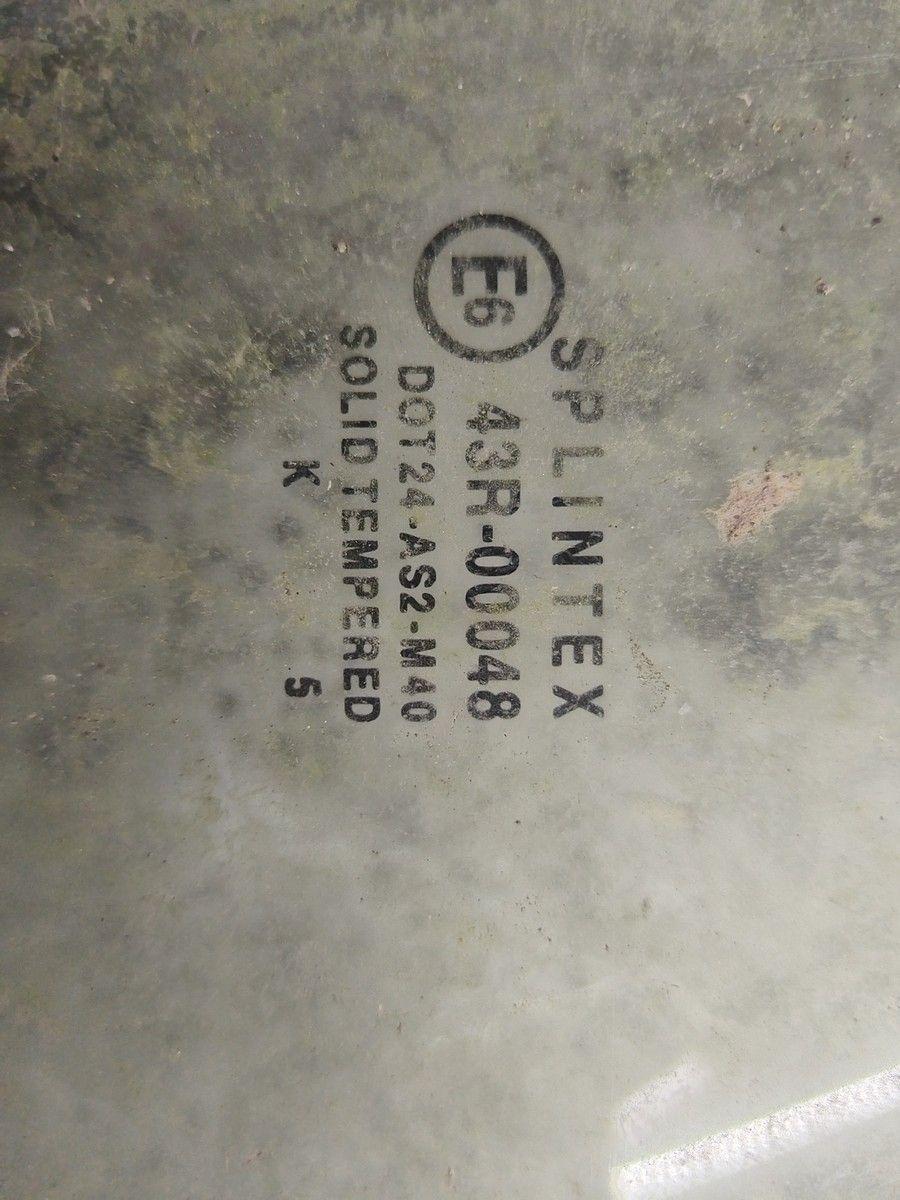 SPLINTEX
E6 43R-00048
DOT24-AS2-M40
SOLID TEMPERED
K 5